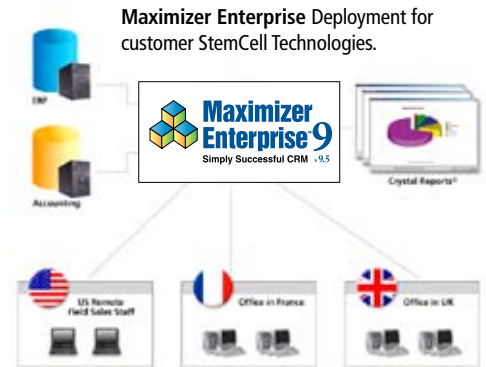 Maximizer Enterprise Deployment for
customer StemCell Technologies.
ERP
Maximizer
Enterprise 9
Simply Successful CRM v9.5
Accounting
Crystal Reports®
US Remote
Field Sales Staff
Office in France
Office in UK